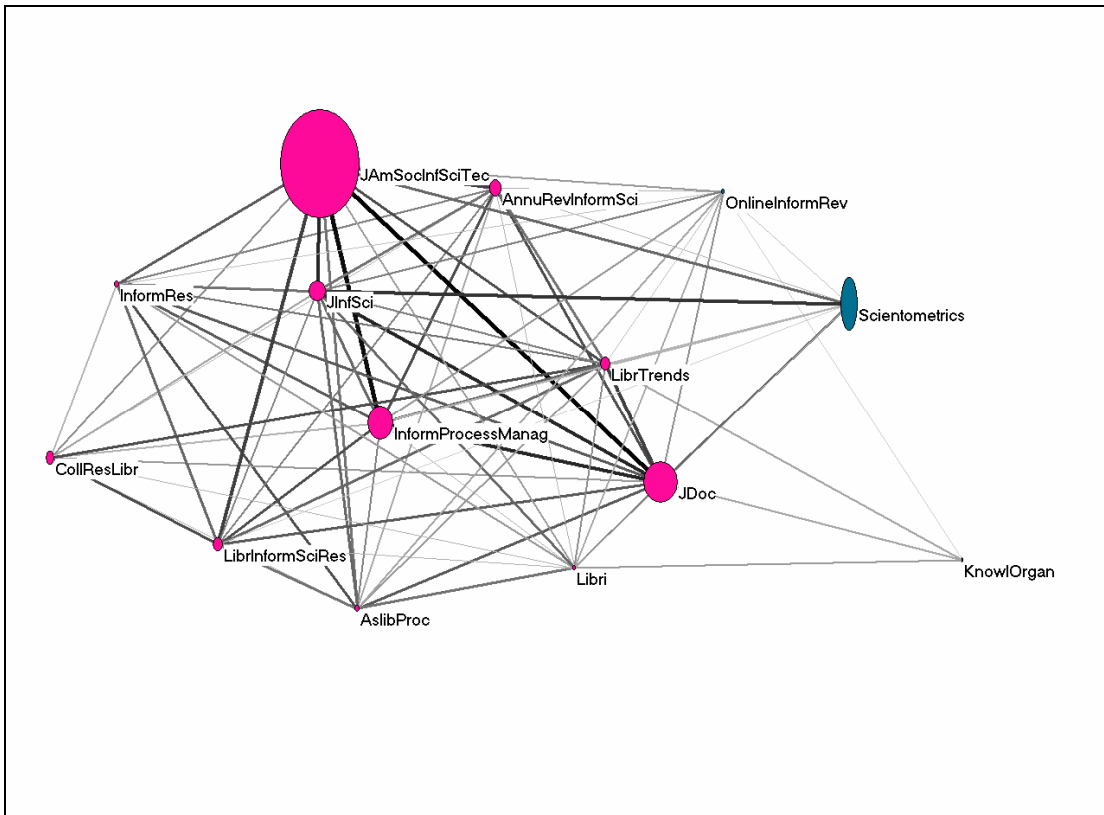 JAmSocInfSciTec
AnnuRevInformSci
OnlineInformRev
InformRes
JInfSci
Scientometrics
LibrTrends
InformProcessManag
CollResLibr
JDoc
LibrInformSciRes
Libri
KnowlOrgan
AslibProc